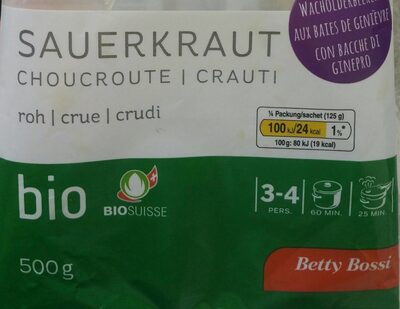 WACHOLDERBEEREN
AUX BAIES DE GENIÈVRE
CON BACCHE DI
GINEPRO
SAUERKRAUT
CHOUCROUTE | CRAUTI
roh | crue | crudi
¼ Packung/sachet (125 g)
100 kJ/24 kcal 1%*
100g: 80 kJ (19 kcal)
bio
BIOSUISSE
3-4
PERS.
60 MIN.
25 MIN.
500g
Betty Bossi